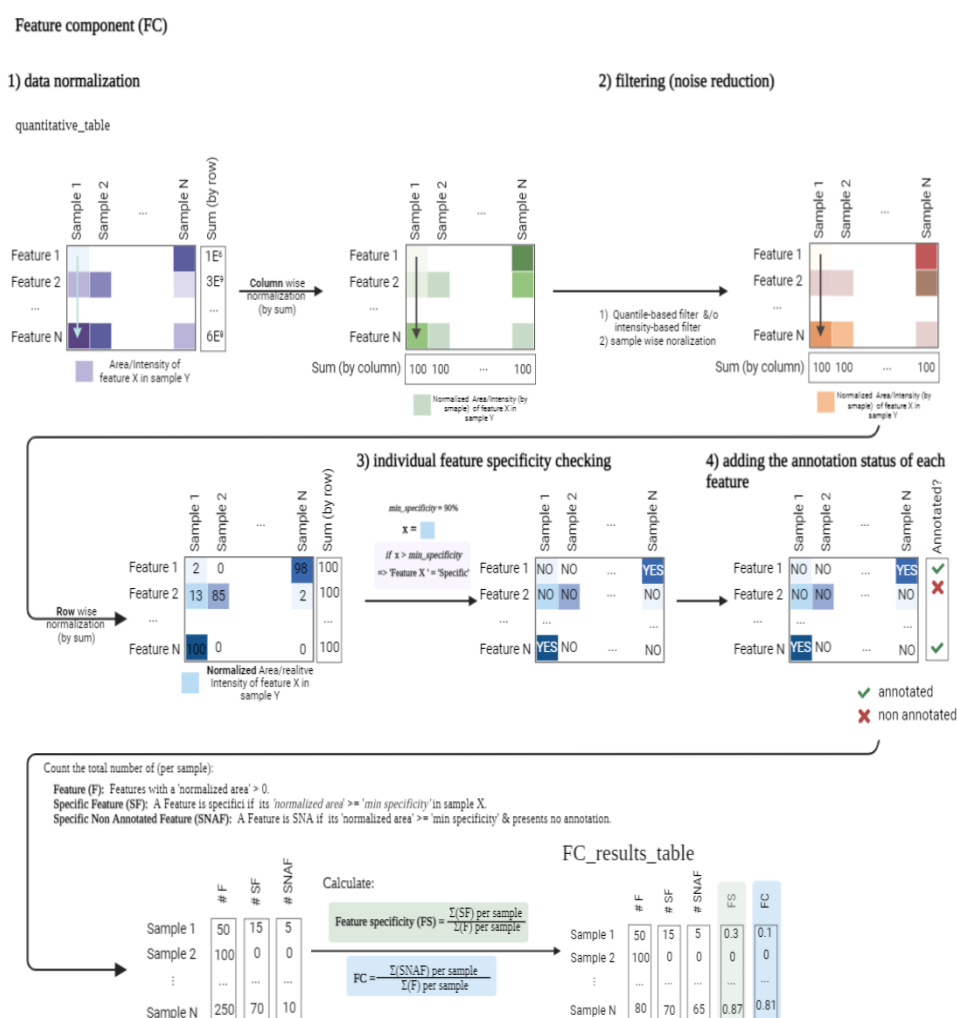 Feature component (FC)
1) data normalization
2) filtering (noise reduction)
quantitative_table
Sample 1
Sample 2
...
Sample N
Sum (by row)
Feature 1
1E⁶
Feature 2
3E⁹
...
...
Feature N
6E⁸
Area/Intensity of
feature X in sample Y
Column wise
normalization
(by sum)
Sample 1
Sample 2
...
Sample N
Feature 1
Feature 2
...
Feature N
Sum (by column) 100 100 ... 100
Normalized Area/Intensity (by
smaple) of feature X in
sample Y
1) Quantile-based filter &/o
intensity-based filter
2) sample wise noralization
Sample 1
Sample 2
...
Sample N
Feature 1
Feature 2
...
Feature N
Sum (by column) 100 100 ... 100
Normalized Area/Intensity (by
smaple) of feature X in
sample Y
Row wise
normalization
(by sum)
Sample 1
Sample 2
...
Sample N
Sum (by row)
Feature 1 2 0 98 100
Feature 2 13 85 2 100
... ...
Feature N 100 0 0 100
Normalized Area/realitve
Intensity of feature X in
sample Y
3) individual feature specificity checking
min_specificity = 90%
x =
if x > min_specificity
=> 'Feature X ' = 'Specific'
Sample 1
Sample 2
...
Sample N
Feature 1 NO NO ... YES
Feature 2 NO NO ... NO
... ... ...
Feature N YES NO ... NO
4) adding the annotation status of each
feature
Sample 1
Sample 2
...
Sample N
Annotated?
Feature 1 NO NO ... YES
Feature 2 NO NO ... NO
... ... ...
Feature N YES NO ... NO
annotated
non annotated
Count the total number of (per sample):
Feature (F): Features with a 'normalized area' > 0.
Specific Feature (SF): A Feature is specifici if its 'normalized area' >= 'min specificity' in sample X.
Specific Non Annotated Feature (SNAF): A Feature is SNA if its 'normalized area' >= 'min specificity' & presents no annotation.
# F
# SF
# SNAF
Sample 1 50 15 5
Sample 2 100 0 0
... ... ... ...
Sample N 250 70 10
Calculate:
Feature specificity (FS) = Σ(SF) per sample
Σ(F) per sample
FC = Σ(SNAF) per sample
Σ(F) per sample
FC_results_table
# F
# SF
# SNAF
FS
FC
Sample 1 50 15 5 0.3 0.1
Sample 2 100 0 0 0 0
... ... ... ... ... ...
Sample N 80 70 65 0.87 0.81